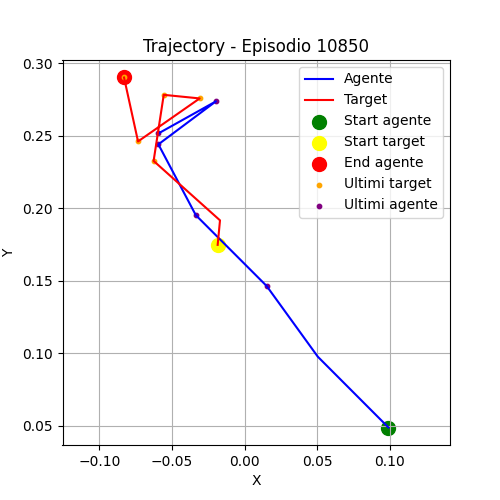 Trajectory - Episodio 10850
Agente
Target
Start agente
Start target
End agente
Ultimi target
Ultimi agente
0.30
0.25
0.20
0.15
0.10
0.05
Y
−0.10 −0.05 0.00 0.05 0.10
X